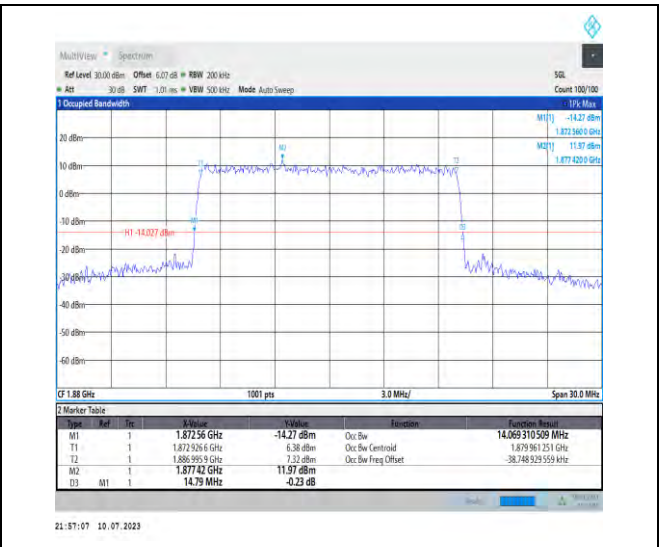 MultiView Spectrum
Ref Level 30.00 dBm Offset 6.07 dB RBW 200 kHz SGL
Att 30 dB SWT 1.01 ms VBW 500 kHz Mode Auto Sweep Count 100/100
1 Occupied Bandwidth 1Pk Max
M1[1] -14.27 dBm
1.872 560 0 GHz
20 dBm M2[1] 11.97 dBm
M2 1.877 420 0 GHz
10 dBm T1 T2
0 dBm
-10 dBm
H1 -14.027 dBm
-20 dBm
-30 dBm
-40 dBm
-50 dBm
-60 dBm
CF 1.88 GHz 1001 pts 3.0 MHz/ Span 30.0 MHz
2 Marker Table
Type Ref Trc X-Value Y-Value Function Function Result
M1 1 1.872 56 GHz -14.27 dBm Occ Bw 14.069 310 509 MHz
T1 1 1.872 926 6 GHz 6.38 dBm Occ Bw Centroid 1.879 961 251 GHz
T2 1 1.886 995 9 GHz 7.32 dBm Occ Bw Freq Offset -38.748 929 559 kHz
M2 1 1.877 42 GHz 11.97 dBm
D3 M1 1 14.79 MHz -0.23 dB
21:57:07 10.07.2023